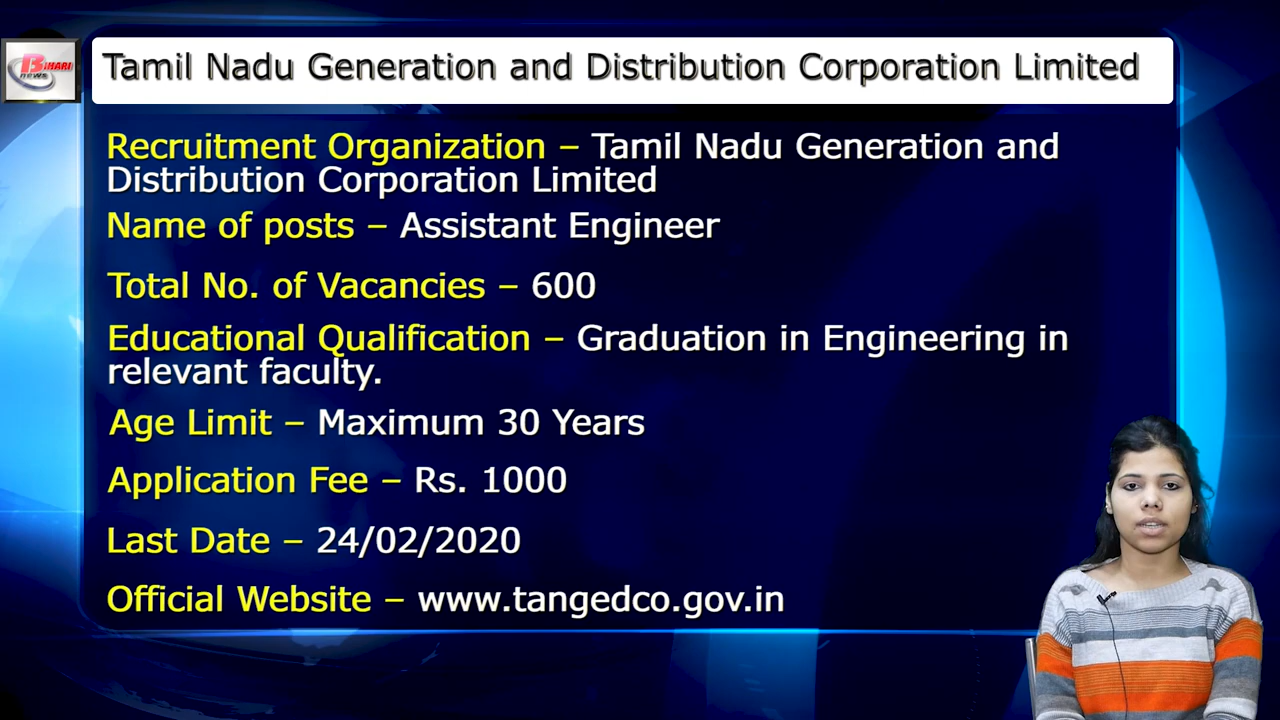 BIHARI
news
Tamil Nadu Generation and Distribution Corporation Limited
Recruitment Organization – Tamil Nadu Generation and
Distribution Corporation Limited
Name of posts – Assistant Engineer
Total No. of Vacancies – 600
Educational Qualification – Graduation in Engineering in
relevant faculty.
Age Limit – Maximum 30 Years
Application Fee – Rs. 1000
Last Date – 24/02/2020
Official Website – www.tangedco.gov.in